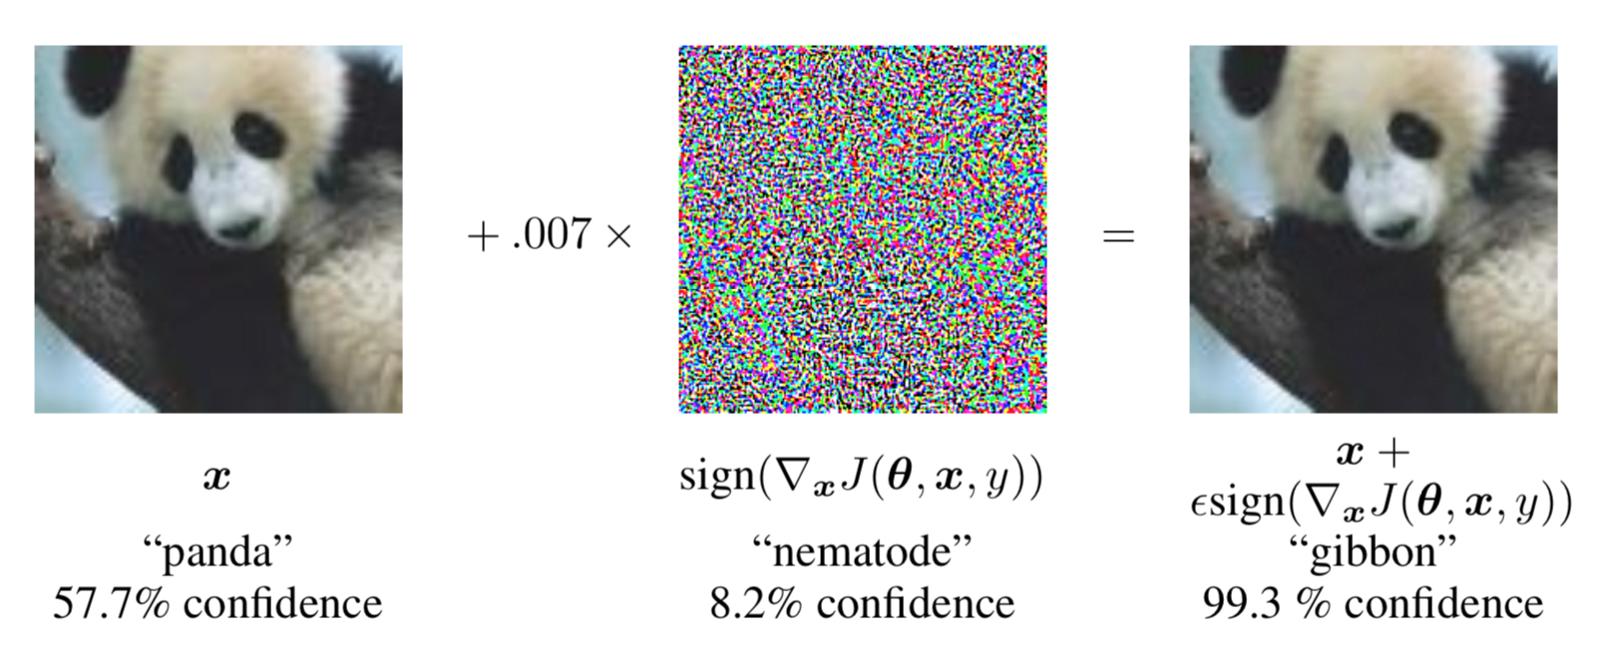 + .007 ×
=
x
sign(∇ₓJ(θ, x, y))
x +
ϵsign(∇ₓJ(θ, x, y))
“panda”
57.7% confidence
“nematode”
8.2% confidence
“gibbon”
99.3 % confidence